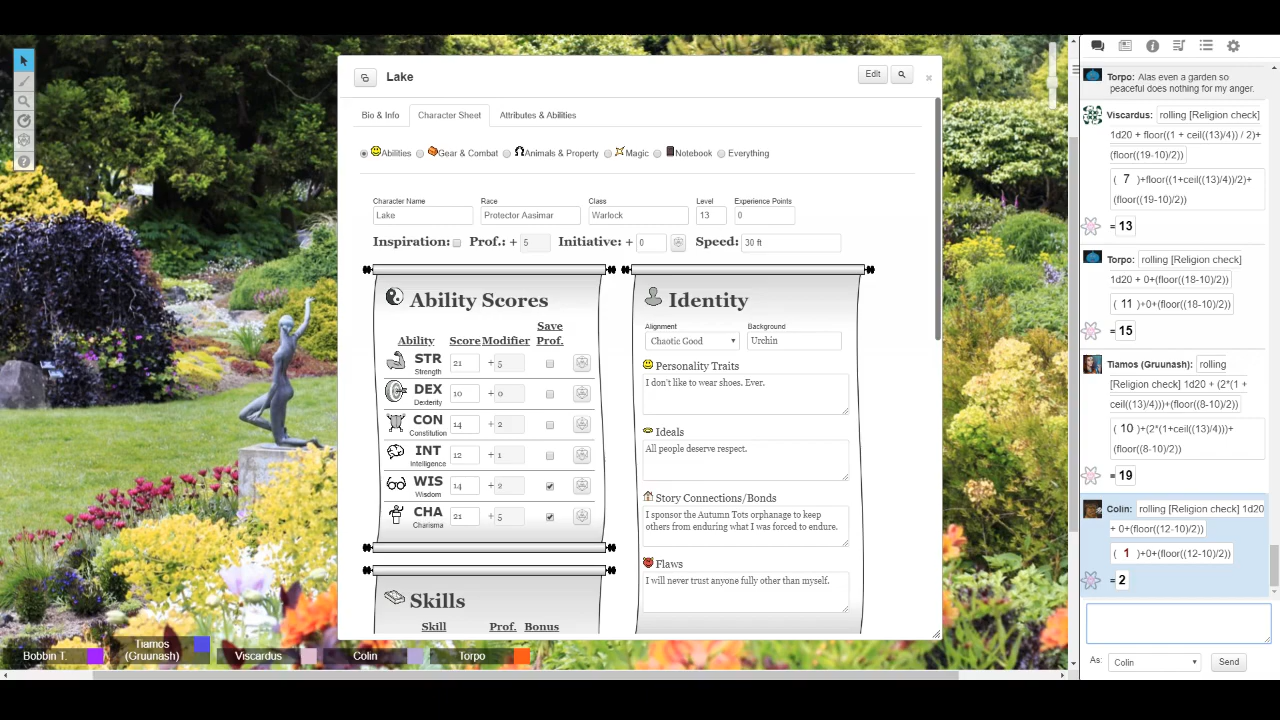 Lake
Edit
Bio & Info Character Sheet Attributes & Abilities
Abilities Gear & Combat Animals & Property Magic Notebook Everything
Character Name Race Class Level Experience Points
Lake Protector Aasimar Warlock 13 0
Inspiration: Prof.: + 5 Initiative: + 0 Speed: 30 ft
Ability Scores
Save
Ability Score Modifier Prof.
STR 21 + 5
Strength
DEX 10 + 0
Dexterity
CON 14 + 2
Constitution
INT 12 + 1
Intelligence
WIS 14 + 2
Wisdom
CHA 21 + 5
Charisma
Skills
Skill Prof. Bonus
Identity
Alignment Background
Chaotic Good Urchin
Personality Traits
I don't like to wear shoes. Ever.
Ideals
All people deserve respect.
Story Connections/Bonds
I sponsor the Autumn Tots orphanage to keep
others from enduring what I was forced to endure.
Flaws
I will never trust anyone fully other than myself.
Bobbin T.
Tiamos
(Gruunash)
Viscardus
Colin
Torpo
Torpo: Alas even a garden so
peaceful does nothing for my anger.
Viscardus: rolling [Religion check]
1d20 + floor((1 + ceil((13)/4)) / 2)+
(floor((19-10)/2))
( 7 )+floor((1+ceil((13)/4))/2)+
(floor((19-10)/2))
= 13
Torpo: rolling [Religion check]
1d20 + 0+(floor((18-10)/2))
( 11 )+0+(floor((18-10)/2))
= 15
Tiamos (Gruunash): rolling
[Religion check] 1d20 + (2*(1 +
ceil((13)/4)))+(floor((8-10)/2))
( 10 )+(2*(1+ceil((13)/4)))+
(floor((8-10)/2))
= 19
Colin: rolling [Religion check] 1d20
+ 0+(floor((12-10)/2))
( 1 )+0+(floor((12-10)/2))
= 2
As: Colin Send